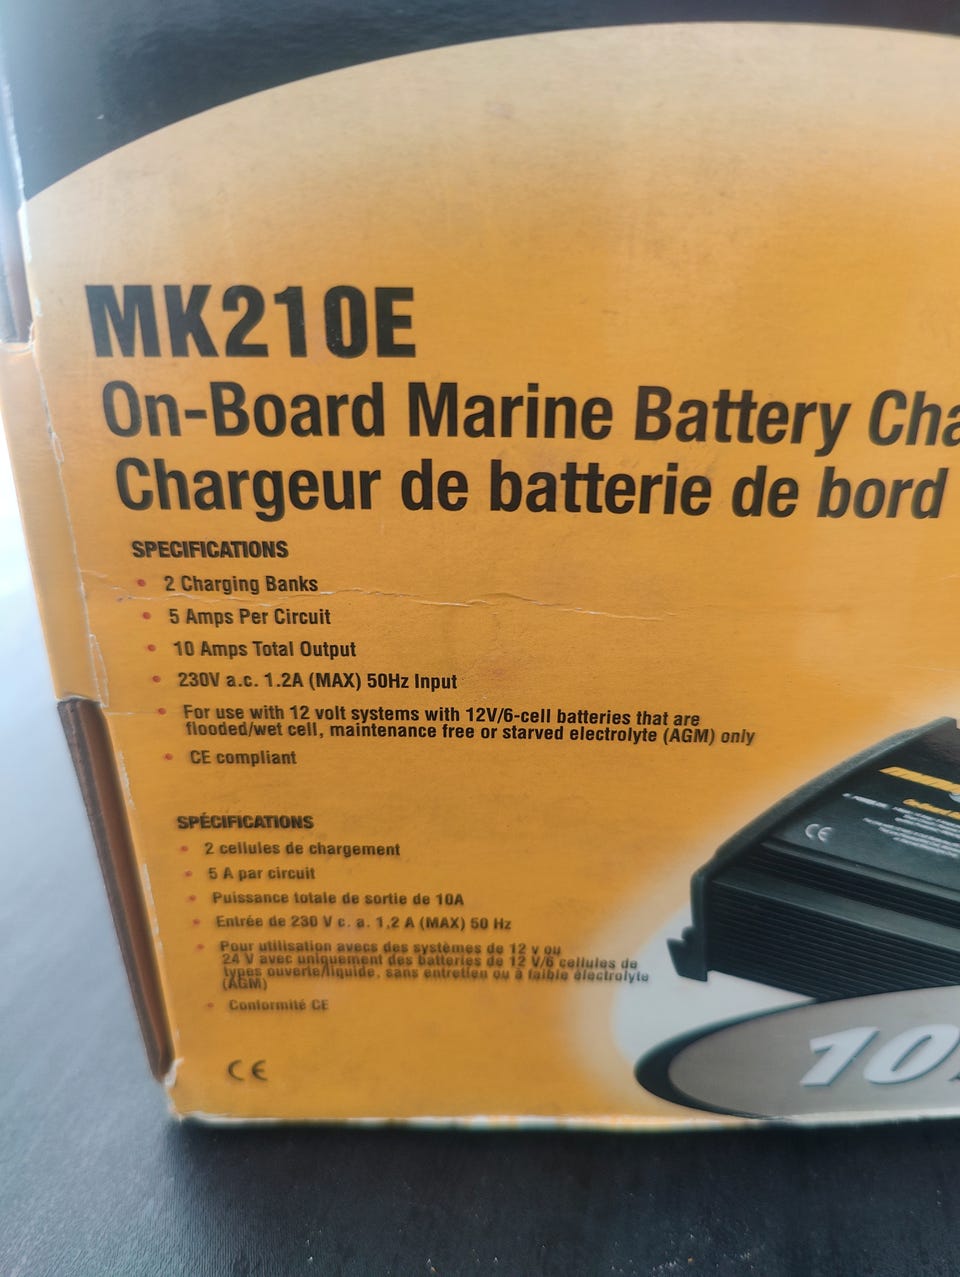 MK210E
On-Board Marine Battery Cha
Chargeur de batterie de bord
SPECIFICATIONS
• 2 Charging Banks
• 5 Amps Per Circuit
• 10 Amps Total Output
• 230V a.c. 1.2A (MAX) 50Hz Input
• For use with 12 volt systems with 12V/6-cell batteries that are
flooded/wet cell, maintenance free or starved electrolyte (AGM) only
• CE compliant
SPÉCIFICATIONS
• 2 cellules de chargement
• 5 A par circuit
• Puissance totale de sortie de 10A
• Entrée de 230 V c. a. 1,2 A (MAX) 50 Hz
• Pour utilisation avecs des systèmes de 12 v ou
24 V avec uniquement des batteries de 12 V/6 cellules de
types ouverte/liquide, sans entretien ou à faible électrolyte
(AGM)
• Conformité CE
CE
CE
10